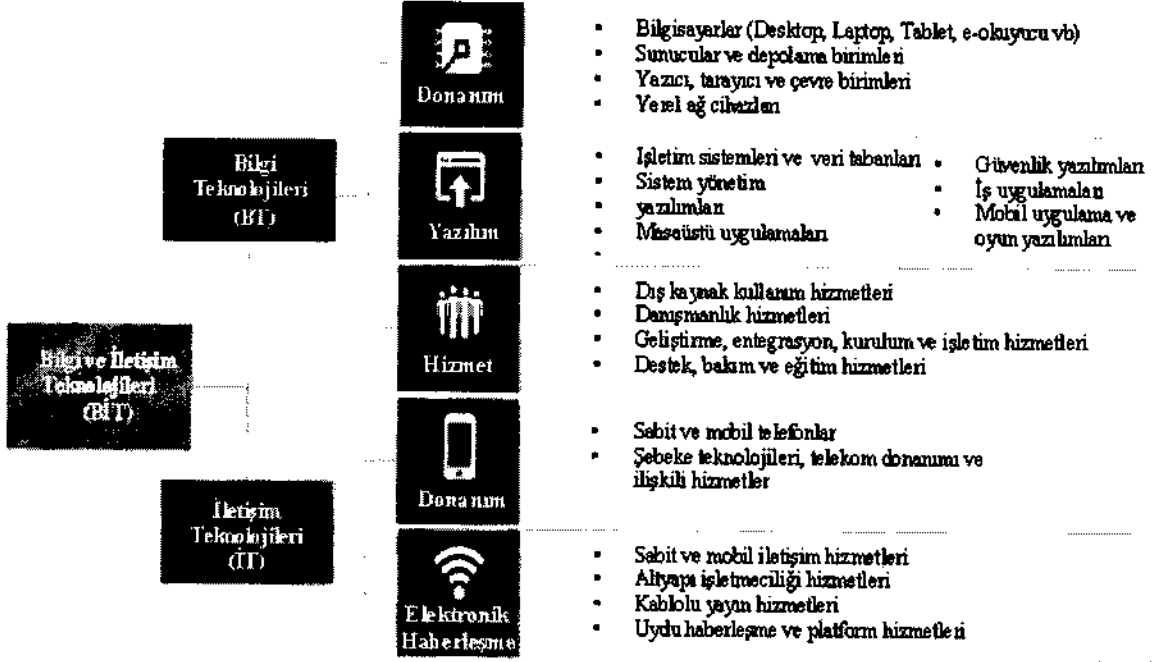 Bilgi ve İletişim
Teknolojileri
(BİT)
Bilgi
Teknolojileri
(BT)
Donanım
Bilgisayarlar (Desktop, Laptop, Tablet, e-okuyucu vb)
Sunucular ve depolama birimleri
Yazıcı, tarayıcı ve çevre birimleri
Yerel ağ cihazları
Yazılım
İşletim sistemleri ve veri tabanları
Sistem yönetim
yazılımları
Masaüstü uygulamaları
Güvenlik yazılımları
İş uygulamaları
Mobil uygulama ve
oyun yazılımları
Hizmet
Dış kaynak kullanım hizmetleri
Danışmanlık hizmetleri
Geliştirme, entegrasyon, kurulum ve işletim hizmetleri
Destek, bakım ve eğitim hizmetleri
İletişim
Teknolojileri
(İT)
Donanım
Sabit ve mobil telefonlar
Şebeke teknolojileri, telekom donanımı ve
ilişkili hizmetler
Elektronik
Haberleşme
Sabit ve mobil iletişim hizmetleri
Altyapı işletmeciliği hizmetleri
Kablolu yayın hizmetleri
Uydu haberleşme ve platform hizmetleri